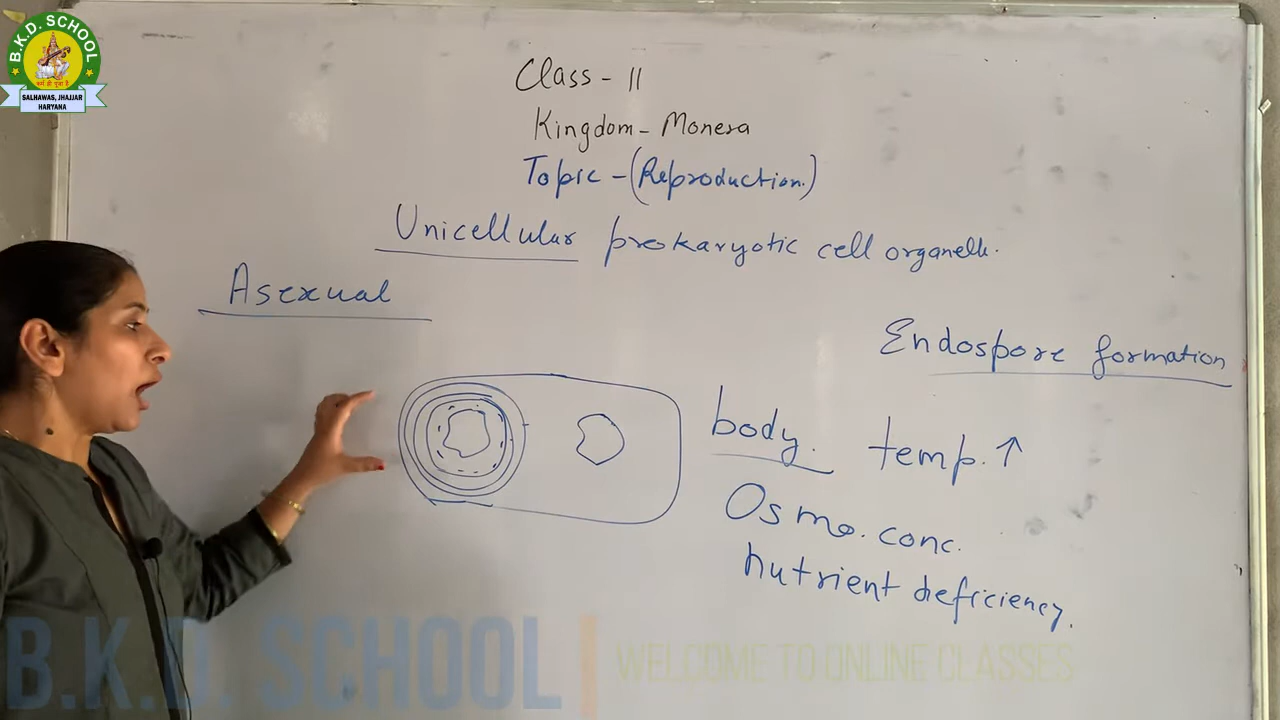 B.K.D. SCHOOL
SALHAWAS, JHAJJAR
HARYANA
Class - 11
Kingdom - Monera
Topic - (Reproduction.)
Unicellular prokaryotic cell organelle.
Asexual
Endospore formation
body. temp. ↑
Osmo. conc.
nutrient deficiency.
B.K.D. SCHOOL | WELCOME TO ONLINE CLASSES